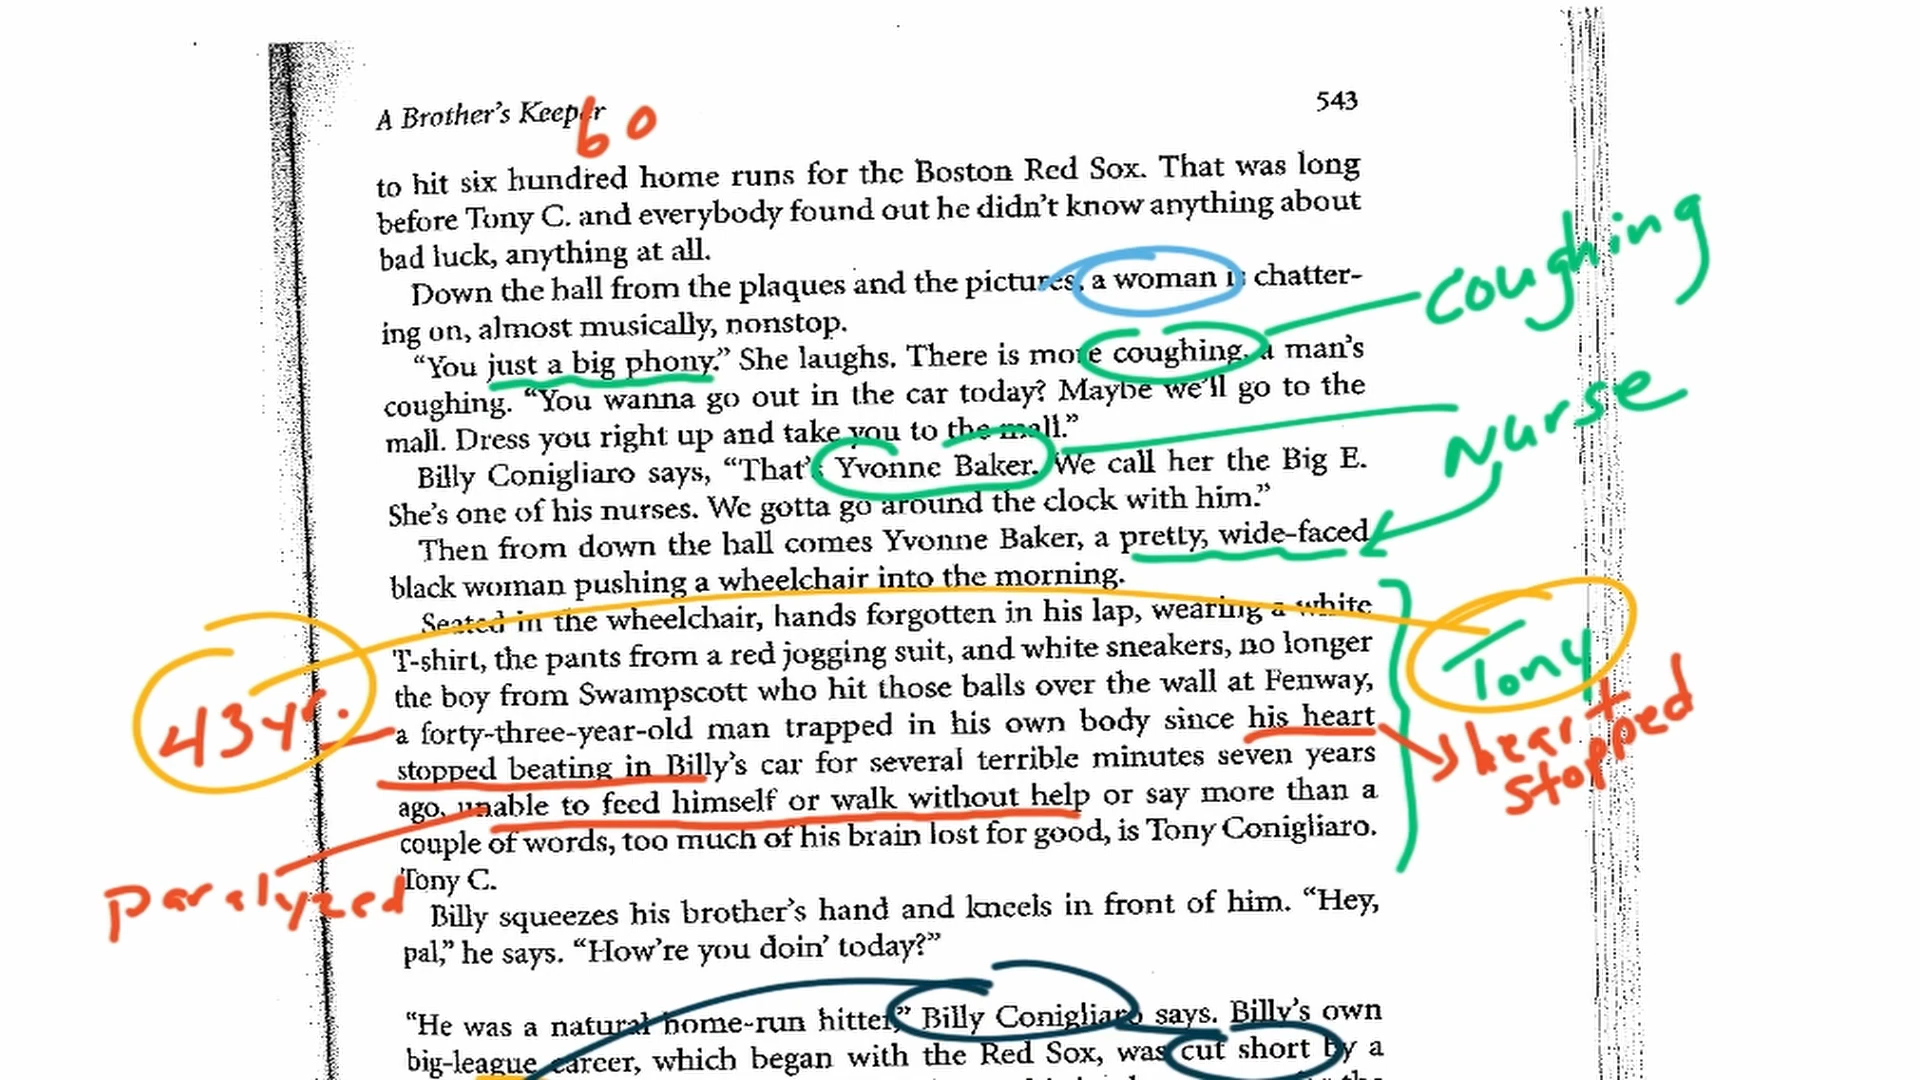 A Brother's Keeper 543
60
to hit six hundred home runs for the Boston Red Sox. That was long
before Tony C. and everybody found out he didn't know anything about
bad luck, anything at all.
Down the hall from the plaques and the pictures, a woman is chatter-
ing on, almost musically, nonstop.
coughing
"You just a big phony." She laughs. There is more coughing, a man's
coughing. "You wanna go out in the car today? Maybe we'll go to the
mall. Dress you right up and take you to the mall."
Nurse
Billy Conigliaro says, "That's Yvonne Baker. We call her the Big E.
She's one of his nurses. We gotta go around the clock with him."
Then from down the hall comes Yvonne Baker, a pretty, wide-faced
black woman pushing a wheelchair into the morning.
Seated in the wheelchair, hands forgotten in his lap, wearing a white
T-shirt, the pants from a red jogging suit, and white sneakers, no longer
Tony
the boy from Swampscott who hit those balls over the wall at Fenway,
43yr.
a forty-three-year-old man trapped in his own body since his heart
heart
stopped
stopped beating in Billy's car for several terrible minutes seven years
ago, unable to feed himself or walk without help or say more than a
couple of words, too much of his brain lost for good, is Tony Conigliaro.
Tony C.
paralyzed
Billy squeezes his brother's hand and kneels in front of him. "Hey,
pal," he says. "How're you doin' today?"
"He was a natural home-run hitter," Billy Conigliaro says. Billy's own
big-league career, which began with the Red Sox, was cut short by a